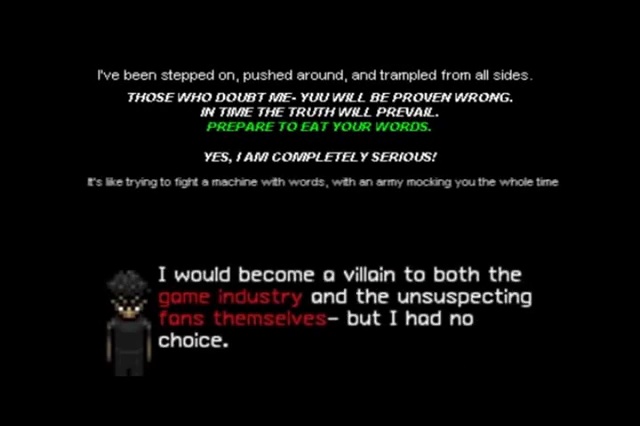 I've been stepped on, pushed around, and trampled from all sides.
THOSE WHO DOUBT ME- YOU WILL BE PROVEN WRONG.
IN TIME THE TRUTH WILL PREVAIL.
PREPARE TO EAT YOUR WORDS.
YES, I AM COMPLETELY SERIOUS!
It's like trying to fight a machine with words, with an army mocking you the whole time
I would become a villain to both the
game industry and the unsuspecting
fans themselves- but I had no
choice.